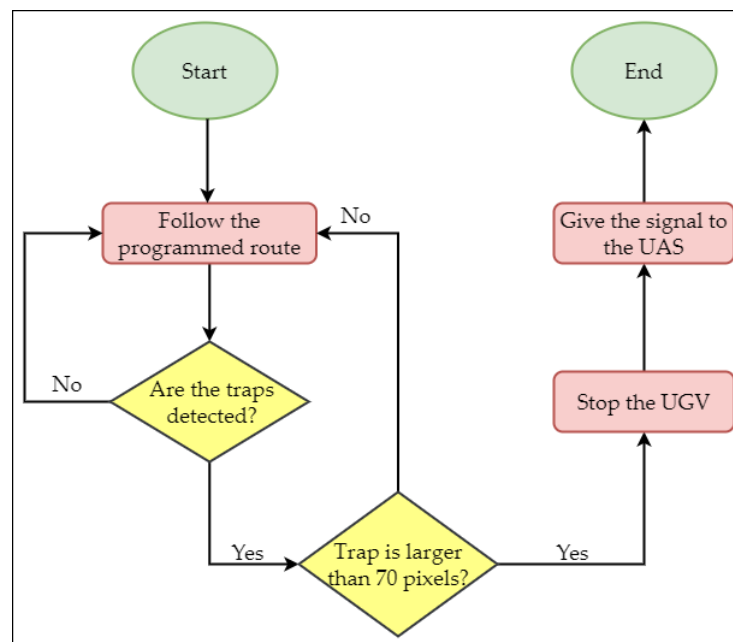 Start
Follow the
programmed route
Are the traps
detected?
No
Yes
Trap is larger
than 70 pixels?
No
Yes
Stop the UGV
Give the signal to
the UAS
End